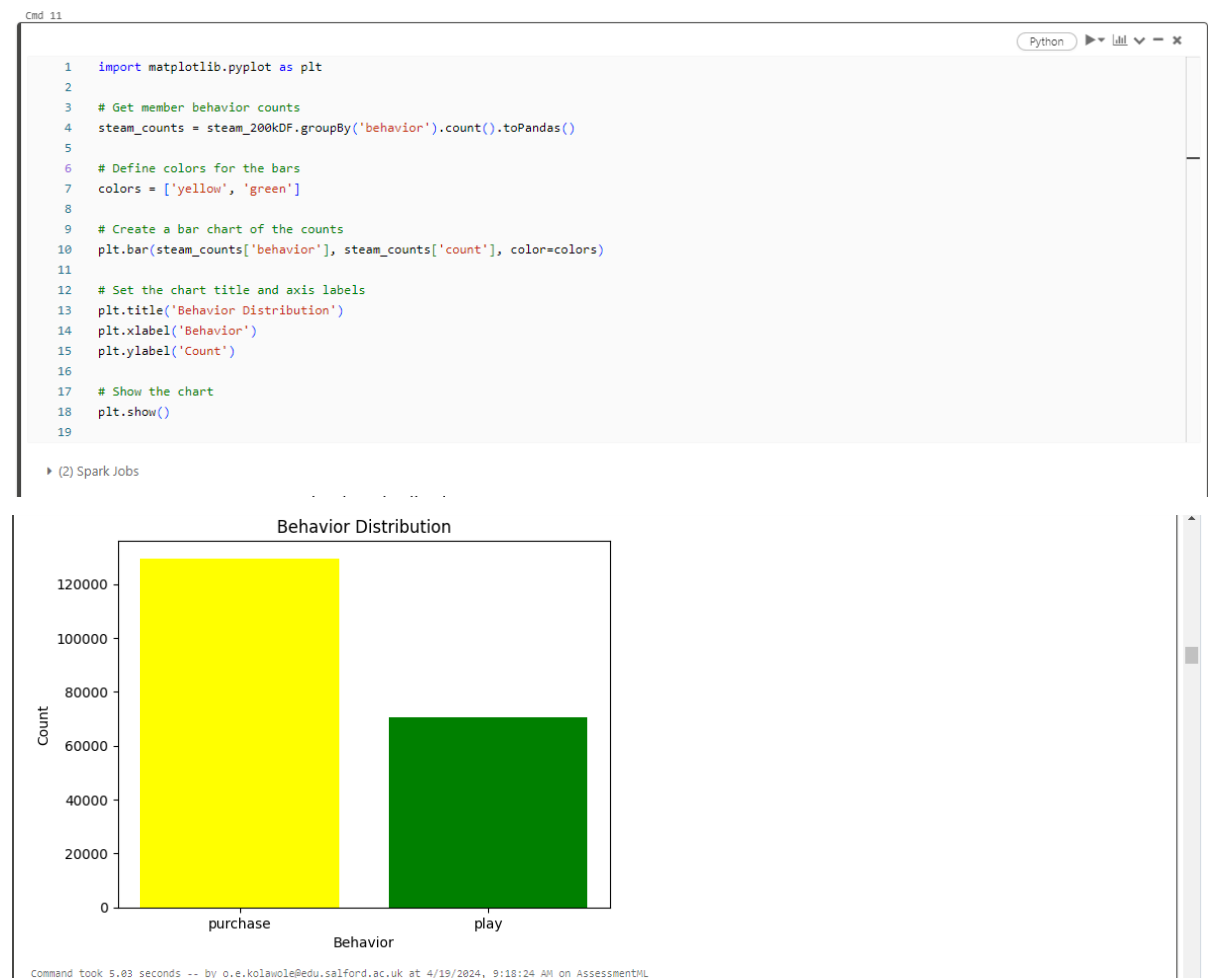 Cmd 11
Python
1 import matplotlib.pyplot as plt
2
3 # Get member behavior counts
4 steam_counts = steam_200kDF.groupBy('behavior').count().toPandas()
5
6 # Define colors for the bars
7 colors = ['yellow', 'green']
8
9 # Create a bar chart of the counts
10 plt.bar(steam_counts['behavior'], steam_counts['count'], color=colors)
11
12 # Set the chart title and axis labels
13 plt.title('Behavior Distribution')
14 plt.xlabel('Behavior')
15 plt.ylabel('Count')
16
17 # Show the chart
18 plt.show()
19
(2) Spark Jobs
Behavior Distribution
120000
100000
80000
60000
40000
20000
0
Count
purchase play
Behavior
Command took 5.03 seconds -- by o.e.kolawole@edu.salford.ac.uk at 4/19/2024, 9:18:24 AM on AssessmentML